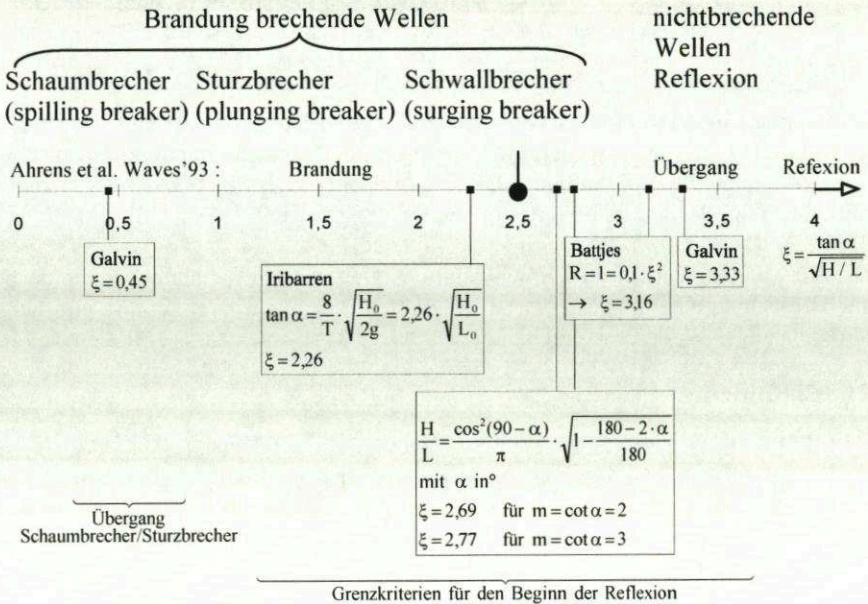 Brandung brechende Wellen
nichtbrechende
Wellen
Reflexion
Schaumbrecher
(spilling breaker)
Sturzbrecher
(plunging breaker)
Schwallbrecher
(surging breaker)
Ahrens et al. Waves'93 :
Brandung
Übergang
Refexion
0 0,5 1 1,5 2 2,5 3 3,5 4
Galvin
ξ=0,45
Iribarren
tan α = 8/T · √(H₀/2g) = 2,26 · √(H₀/L₀)
ξ=2,26
Battjes
R=1=0,1·ξ²
→ ξ=3,16
Galvin
ξ=3,33
ξ = tan α / √(H / L)
H/L = cos²(90−α)/π · √(1 − (180−2·α)/180)
mit α in°
ξ=2,69 für m=cot α=2
ξ=2,77 für m=cot α=3
Übergang
Schaumbrecher/Sturzbrecher
Grenzkriterien für den Beginn der Reflexion